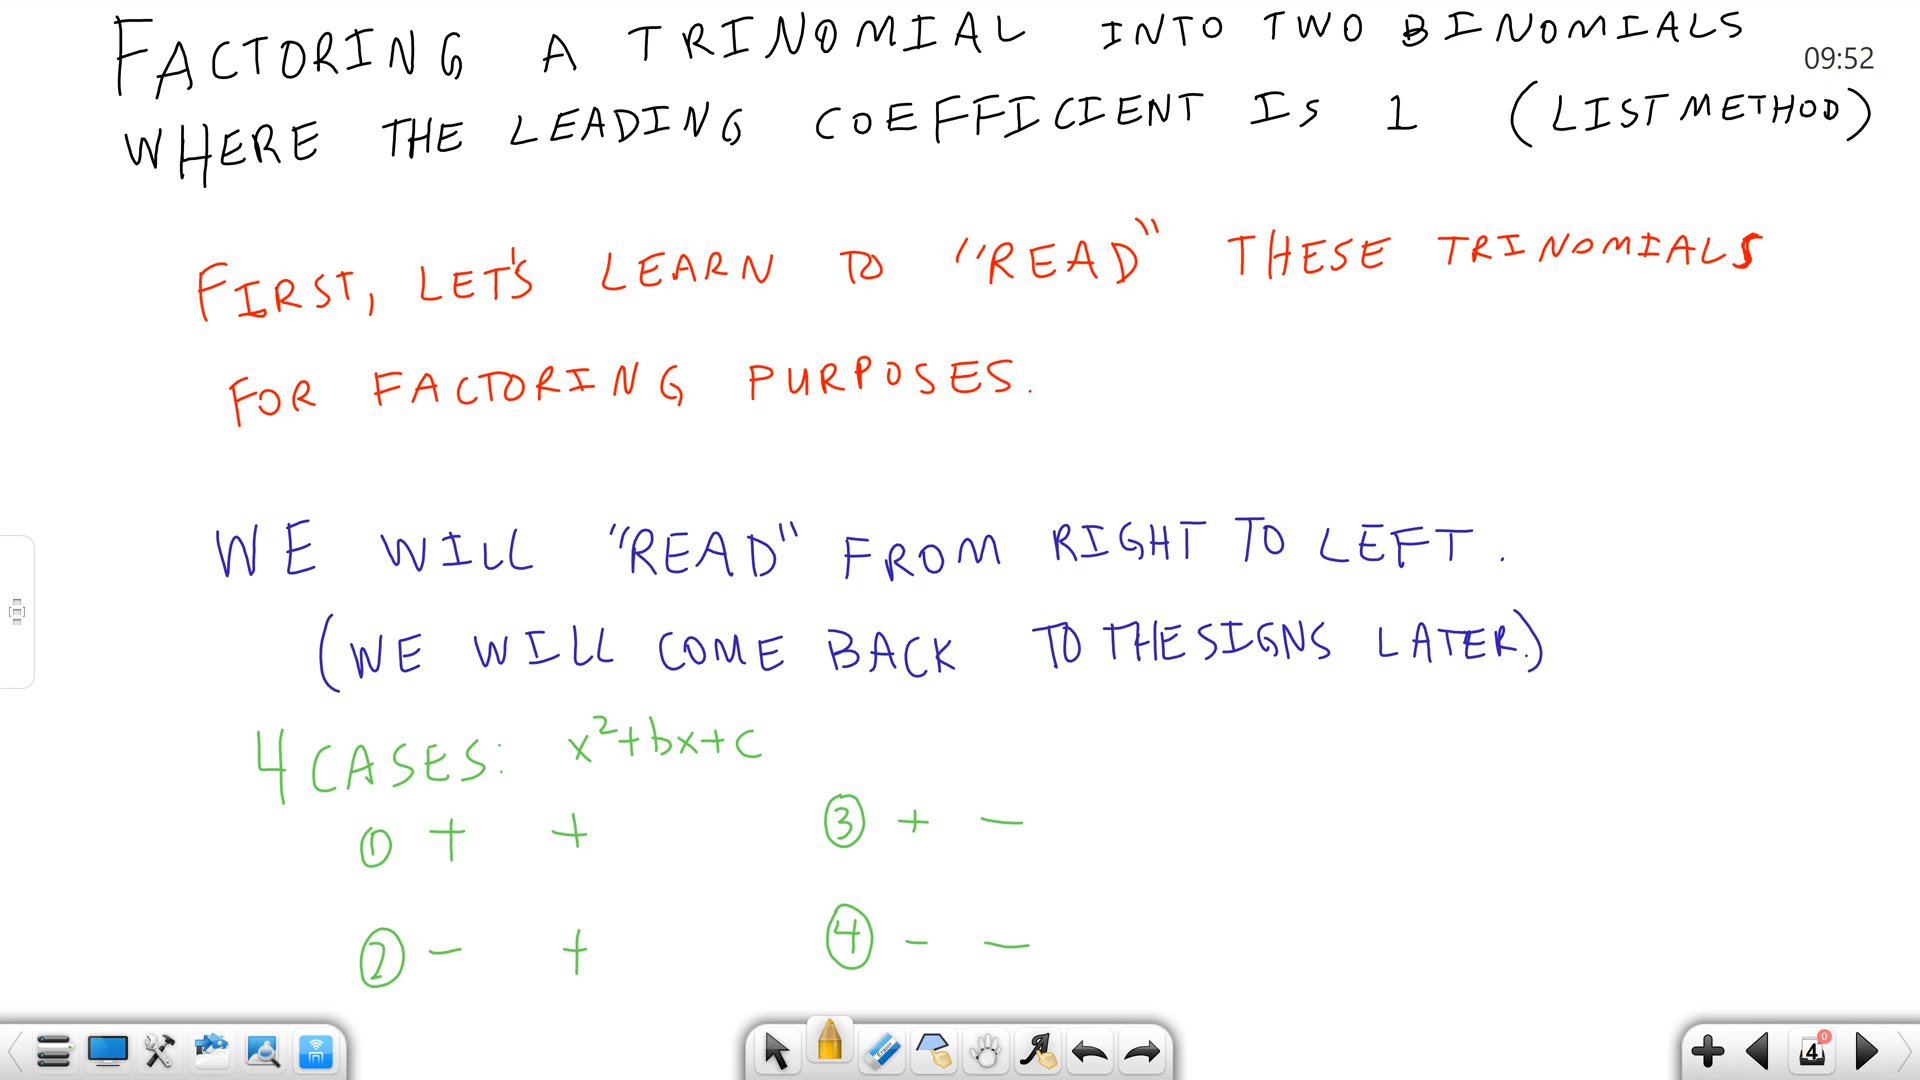 FACTORING A TRINOMIAL INTO TWO BINOMIALS
09:52
WHERE THE LEADING COEFFICIENT IS 1 (LIST METHOD)
FIRST, LET'S LEARN TO "READ" THESE TRINOMIALS
FOR FACTORING PURPOSES.
WE WILL "READ" FROM RIGHT TO LEFT.
(WE WILL COME BACK TO THE SIGNS LATER.)
4 CASES: x²+bx+c
① + + ③ + −
② − + ④ − −
Eraser
4
0